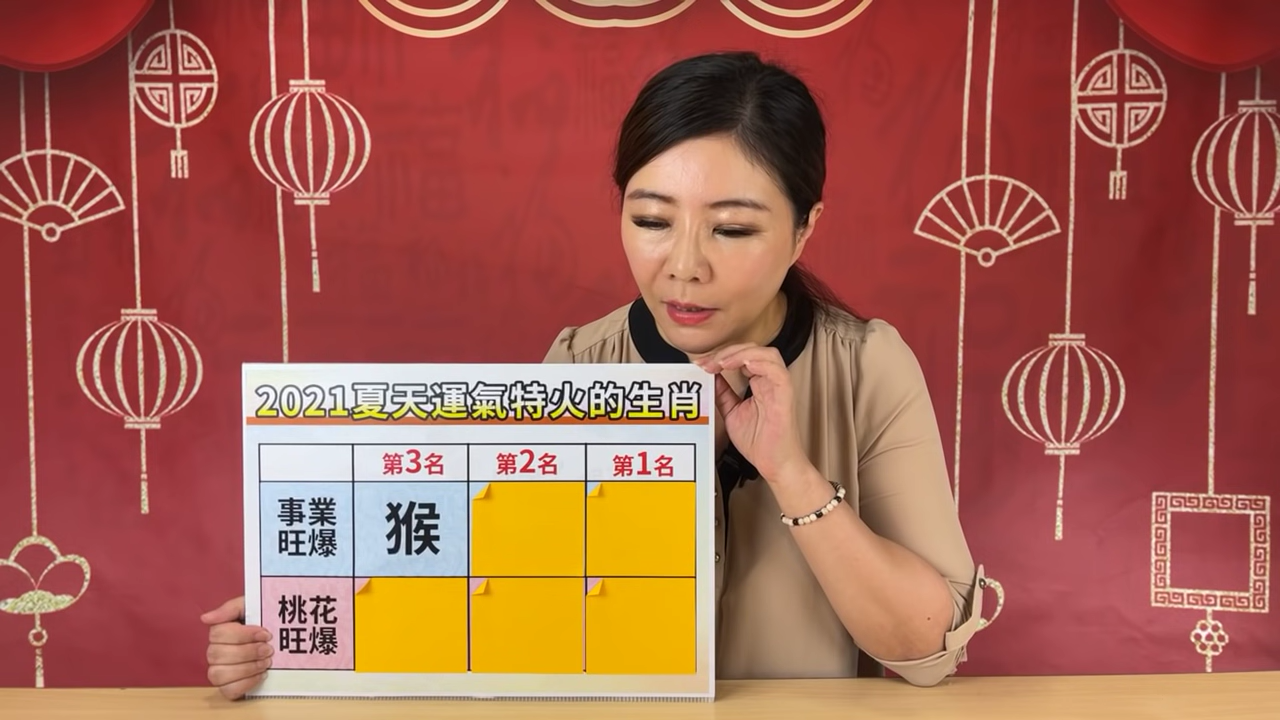 2021夏天運氣特火的生肖
第3名 第2名 第1名
事業
旺爆
猴
桃花
旺爆